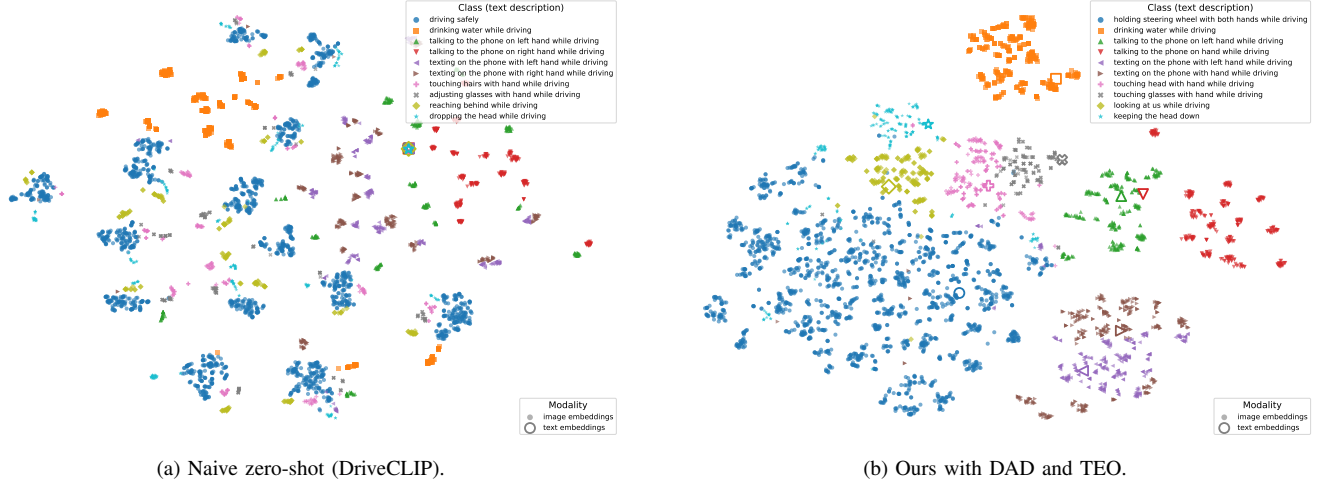 Class (text description)
driving safely
drinking water while driving
talking to the phone on left hand while driving
talking to the phone on right hand while driving
texting on the phone with left hand while driving
texting on the phone with right hand while driving
touching hairs with hand while driving
adjusting glasses with hand while driving
reaching behind while driving
dropping the head while driving
Modality
image embeddings
text embeddings
(a) Naive zero-shot (DriveCLIP).
Class (text description)
holding steering wheel with both hands while driving
drinking water while driving
talking to the phone on left hand while driving
talking to the phone on hand while driving
texting on the phone with left hand while driving
texting on the phone with hand while driving
touching head with hand while driving
touching glasses with hand while driving
looking at us while driving
keeping the head down
Modality
image embeddings
text embeddings
(b) Ours with DAD and TEO.